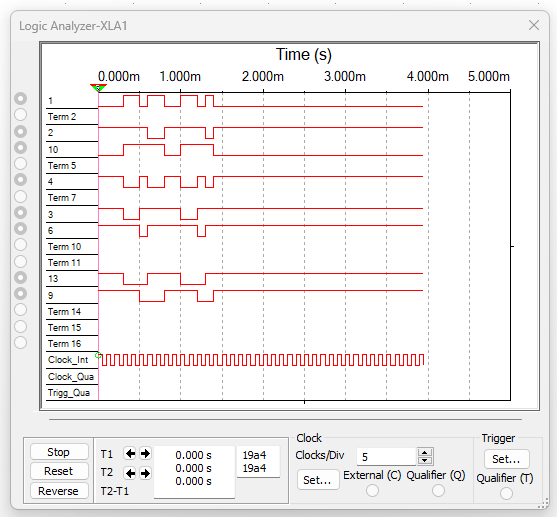 Logic Analyzer-XLA1
Time (s)
0.000m 1.000m 2.000m 3.000m 4.000m 5.000m
1
Term 2
2
10
Term 5
4
Term 7
3
6
Term 10
Term 11
13
9
Term 14
Term 15
Term 16
Clock_Int
Clock_Qua
Trigg_Qua
Stop
Reset
Reverse
T1
T2
T2-T1
0.000 s
0.000 s
0.000 s
19a4
19a4
Clock
Clocks/Div 5
Set... External (C) Qualifier (Q)
Trigger
Set...
Qualifier (T)